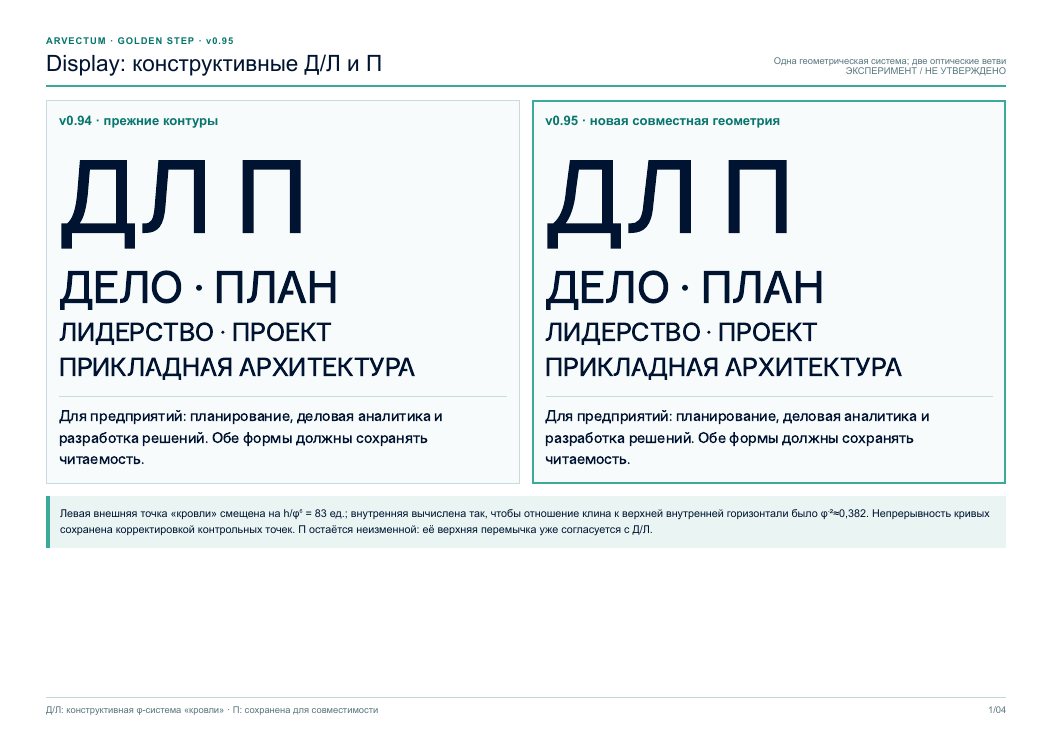 ARVECTUM · GOLDEN STEP · v0.95
Display: конструктивные Д/Л и П
Одна геометрическая система; две оптические ветви
ЭКСПЕРИМЕНТ / НЕ УТВЕРЖДЕНО
v0.94 · прежние контуры
ДЛ П
ДЕЛО · ПЛАН
ЛИДЕРСТВО · ПРОЕКТ
ПРИКЛАДНАЯ АРХИТЕКТУРА
Для предприятий: планирование, деловая аналитика и
разработка решений. Обе формы должны сохранять
читаемость.
v0.95 · новая совместная геометрия
ДЛ П
ДЕЛО · ПЛАН
ЛИДЕРСТВО · ПРОЕКТ
ПРИКЛАДНАЯ АРХИТЕКТУРА
Для предприятий: планирование, деловая аналитика и
разработка решений. Обе формы должны сохранять
читаемость.
Левая внешняя точка «кровли» смещена на = 83 ед.; внутренняя вычислена так, чтобы отношение клина к верхней внутренней горизонтали было φ⁻²≈0,382. Непрерывность кривых
сохранена корректировкой контрольных точек. П остаётся неизменной: её верхняя перемычка уже согласуется с Д/Л.
Д/Л: конструктивная φ-система «кровли» · П: сохранена для совместимости
1/04